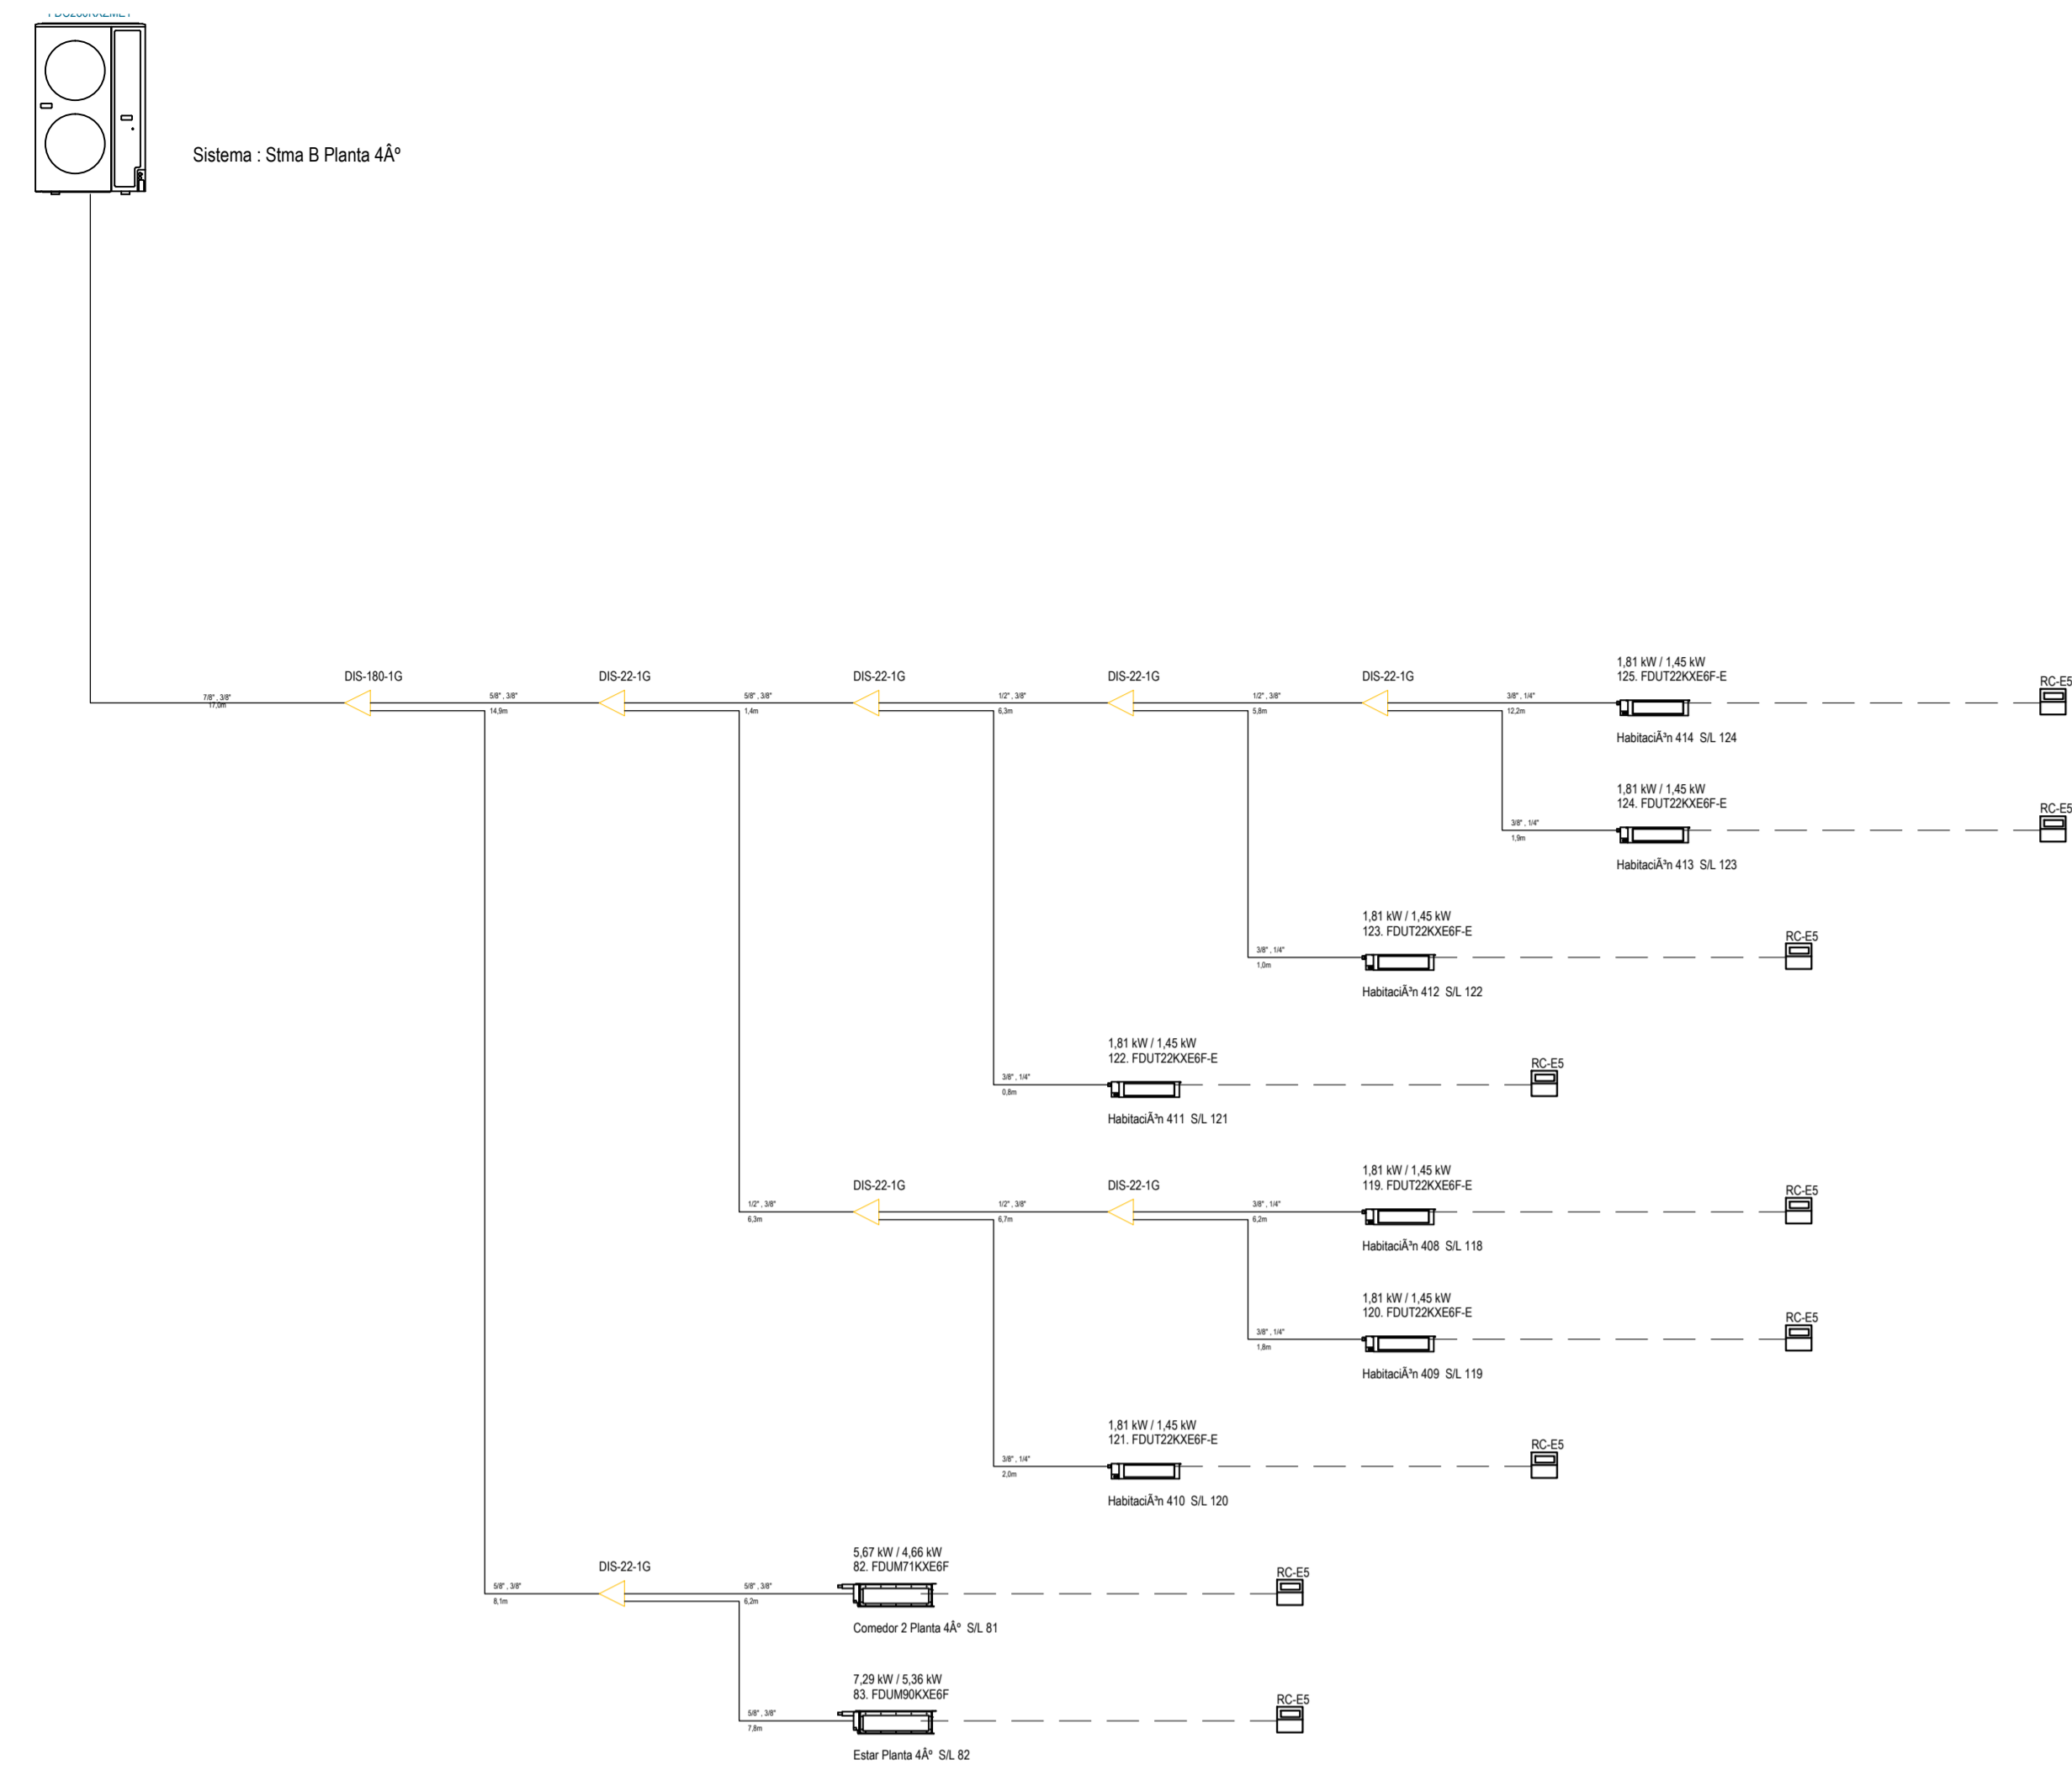 Sistema : Stma B Planta 4Âº
7/8" , 3/8"
17,0m
DIS-180-1G
5/8" , 3/8"
14,9m
DIS-22-1G
5/8" , 3/8"
1,4m
DIS-22-1G
1/2" , 3/8"
6,3m
DIS-22-1G
1/2" , 3/8"
5,8m
DIS-22-1G
3/8" , 1/4"
12,2m
1,81 kW / 1,45 kW
125. FDUT22KXE6F-E
HabitaciÃ³n 414 S/L 124
RC-E5
3/8" , 1/4"
1,9m
1,81 kW / 1,45 kW
124. FDUT22KXE6F-E
HabitaciÃ³n 413 S/L 123
RC-E5
3/8" , 1/4"
1,0m
1,81 kW / 1,45 kW
123. FDUT22KXE6F-E
HabitaciÃ³n 412 S/L 122
RC-E5
3/8" , 1/4"
0,8m
1,81 kW / 1,45 kW
122. FDUT22KXE6F-E
HabitaciÃ³n 411 S/L 121
RC-E5
1/2" , 3/8"
6,3m
DIS-22-1G
1/2" , 3/8"
6,7m
DIS-22-1G
3/8" , 1/4"
6,2m
1,81 kW / 1,45 kW
119. FDUT22KXE6F-E
HabitaciÃ³n 408 S/L 118
RC-E5
3/8" , 1/4"
1,8m
1,81 kW / 1,45 kW
120. FDUT22KXE6F-E
HabitaciÃ³n 409 S/L 119
RC-E5
3/8" , 1/4"
2,0m
1,81 kW / 1,45 kW
121. FDUT22KXE6F-E
HabitaciÃ³n 410 S/L 120
RC-E5
5/8" , 3/8"
8,1m
DIS-22-1G
5/8" , 3/8"
6,2m
5,67 kW / 4,66 kW
82. FDUM71KXE6F
Comedor 2 Planta 4Âº S/L 81
RC-E5
5/8" , 3/8"
7,8m
7,29 kW / 5,36 kW
83. FDUM90KXE6F
Estar Planta 4Âº S/L 82
RC-E5